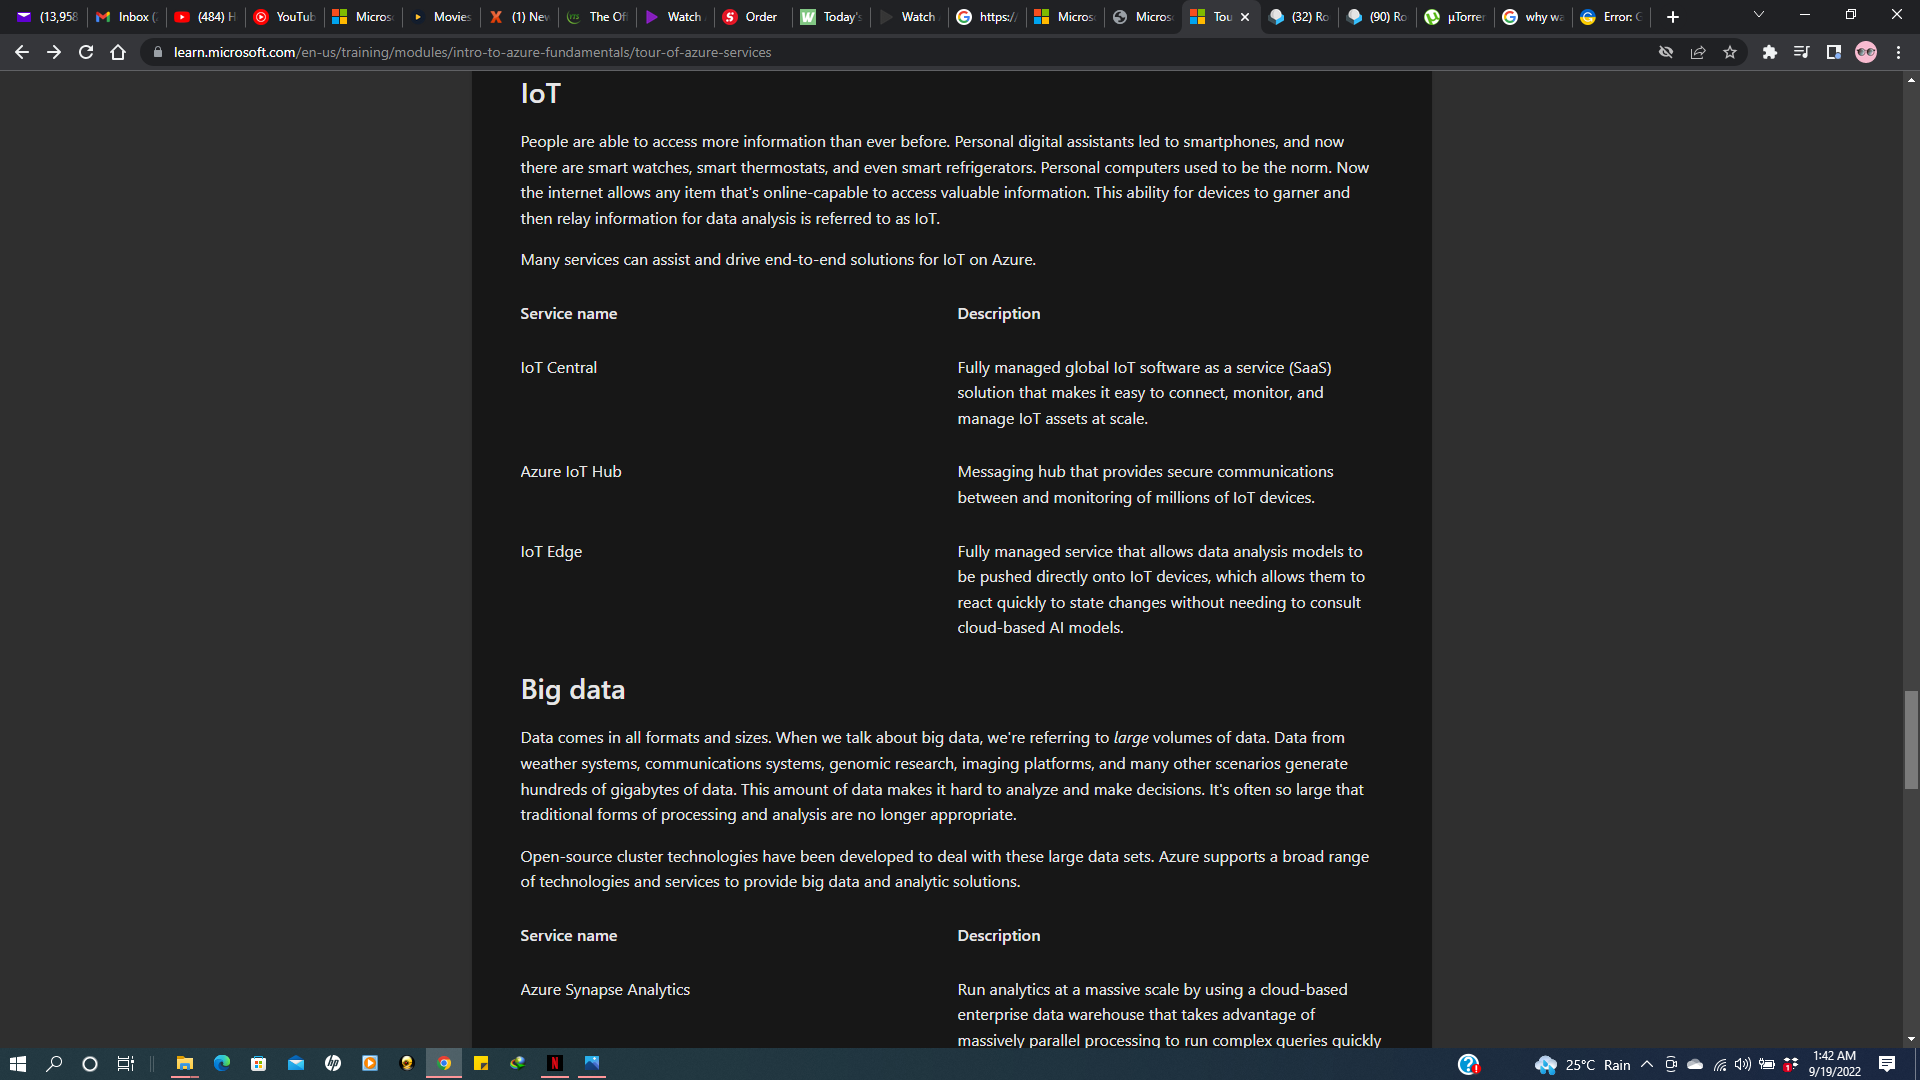 (13,958
Inbox (
(484) H
YouTub
Micros
Movies
(1) Nev
The Off
Watch
Order
Today's
Watch
https:/
Micros
Micros
Tou
(32) Ro
(90) Ro
µTorren
why wa
Error: G
learn.microsoft.com/en-us/training/modules/intro-to-azure-fundamentals/tour-of-azure-services
IoT
People are able to access more information than ever before. Personal digital assistants led to smartphones, and now
there are smart watches, smart thermostats, and even smart refrigerators. Personal computers used to be the norm. Now
the internet allows any item that's online-capable to access valuable information. This ability for devices to garner and
then relay information for data analysis is referred to as IoT.
Many services can assist and drive end-to-end solutions for IoT on Azure.
Service name
Description
IoT Central
Fully managed global IoT software as a service (SaaS)
solution that makes it easy to connect, monitor, and
manage IoT assets at scale.
Azure IoT Hub
Messaging hub that provides secure communications
between and monitoring of millions of IoT devices.
IoT Edge
Fully managed service that allows data analysis models to
be pushed directly onto IoT devices, which allows them to
react quickly to state changes without needing to consult
cloud-based AI models.
Big data
Data comes in all formats and sizes. When we talk about big data, we're referring to large volumes of data. Data from
weather systems, communications systems, genomic research, imaging platforms, and many other scenarios generate
hundreds of gigabytes of data. This amount of data makes it hard to analyze and make decisions. It's often so large that
traditional forms of processing and analysis are no longer appropriate.
Open-source cluster technologies have been developed to deal with these large data sets. Azure supports a broad range
of technologies and services to provide big data and analytic solutions.
Service name
Description
Azure Synapse Analytics
Run analytics at a massive scale by using a cloud-based
enterprise data warehouse that takes advantage of
massively parallel processing to run complex queries quickly
25°C Rain
1:42 AM
9/19/2022